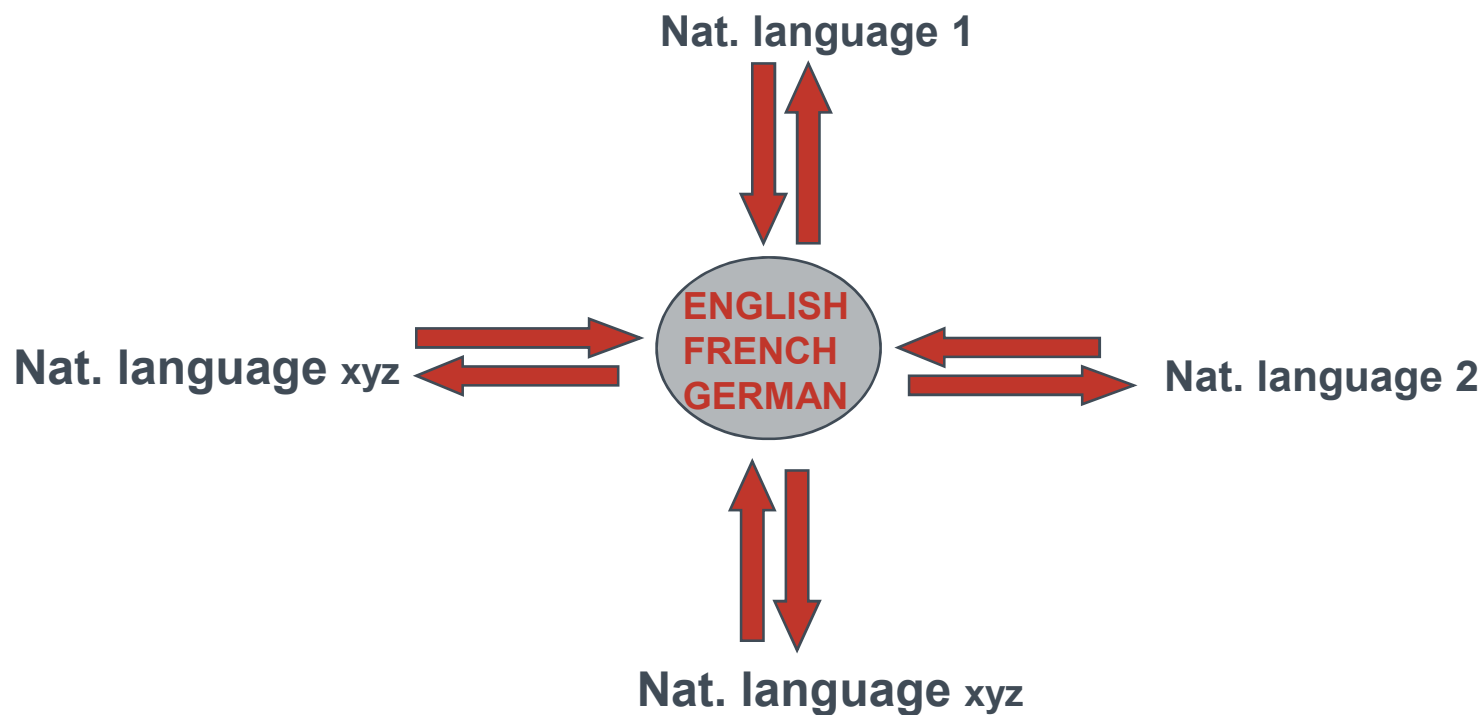 Nat. language 1
ENGLISH
FRENCH
GERMAN
Nat. language xyz
Nat. language 2
Nat. language xyz